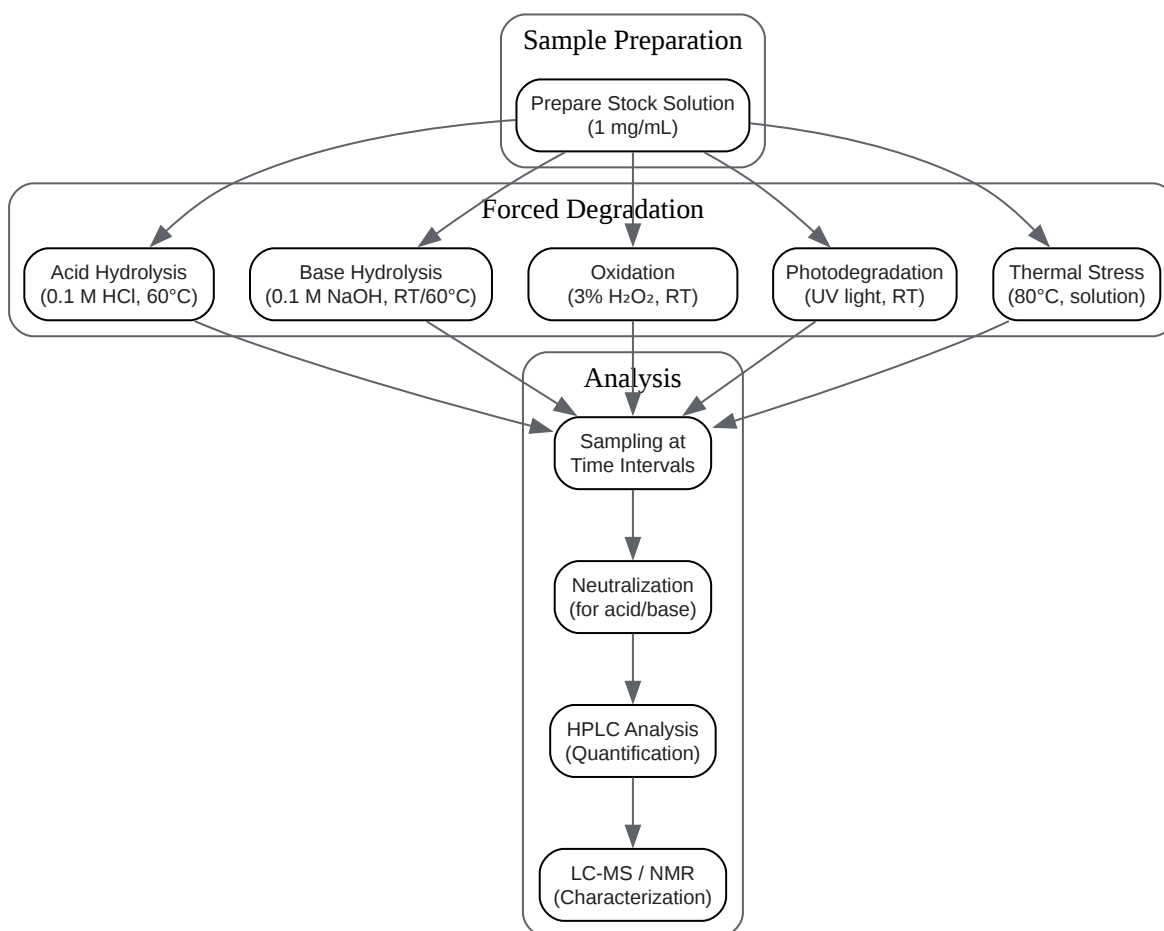 Sample Preparation
Prepare Stock Solution
(1 mg/mL)
Forced Degradation
Acid Hydrolysis
(0.1 M HCl, 60°C)
Base Hydrolysis
(0.1 M NaOH, RT/60°C)
Oxidation
(3% H₂O₂, RT)
Photodegradation
(UV light, RT)
Thermal Stress
(80°C, solution)
Analysis
Sampling at
Time Intervals
Neutralization
(for acid/base)
HPLC Analysis
(Quantification)
LC-MS / NMR
(Characterization)